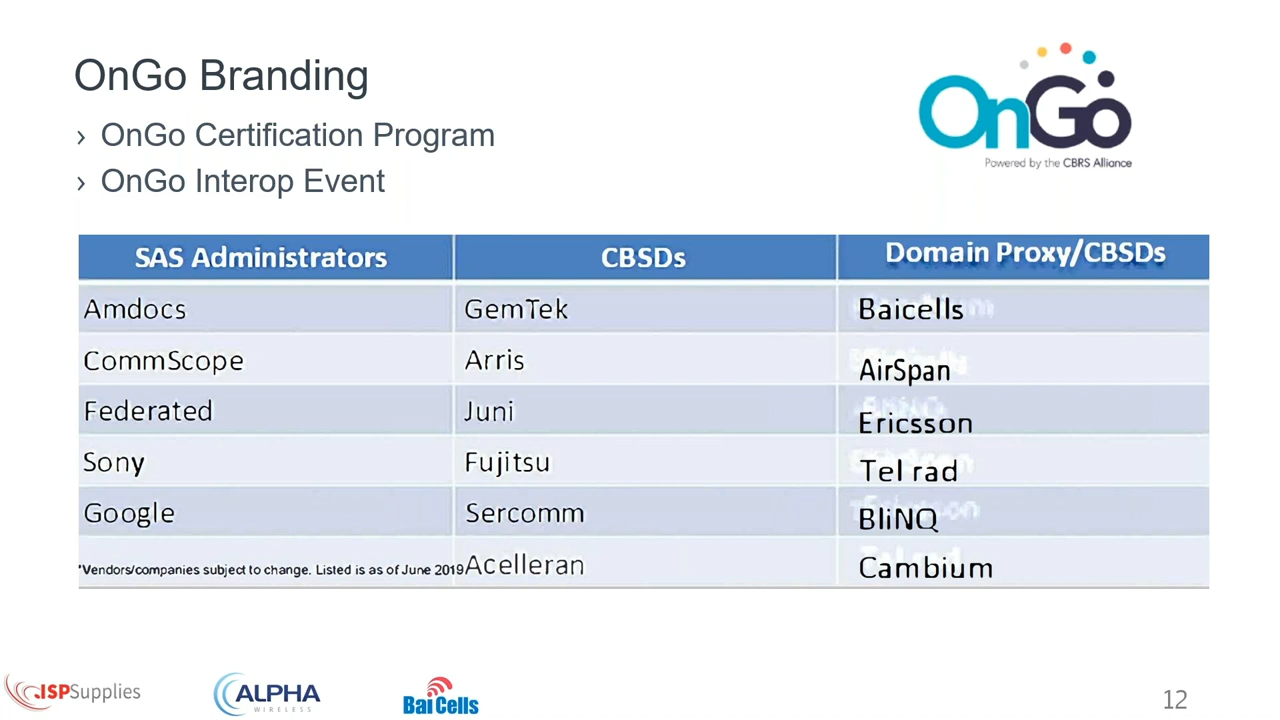 OnGo Branding
› OnGo Certification Program
› OnGo Interop Event
OnGo
Powered by the CBRS Alliance
SAS Administrators CBSDs Domain Proxy/CBSDs
Amdocs GemTek Baicells
CommScope Arris AirSpan
Federated Juni Ericsson
Sony Fujitsu Tel rad
Google Sercomm BliNQ
*Vendors/companies subject to change. Listed is as of June 2019 Acelleran Cambium
ISPSupplies
ALPHA
WIRELESS
BaiCells
12